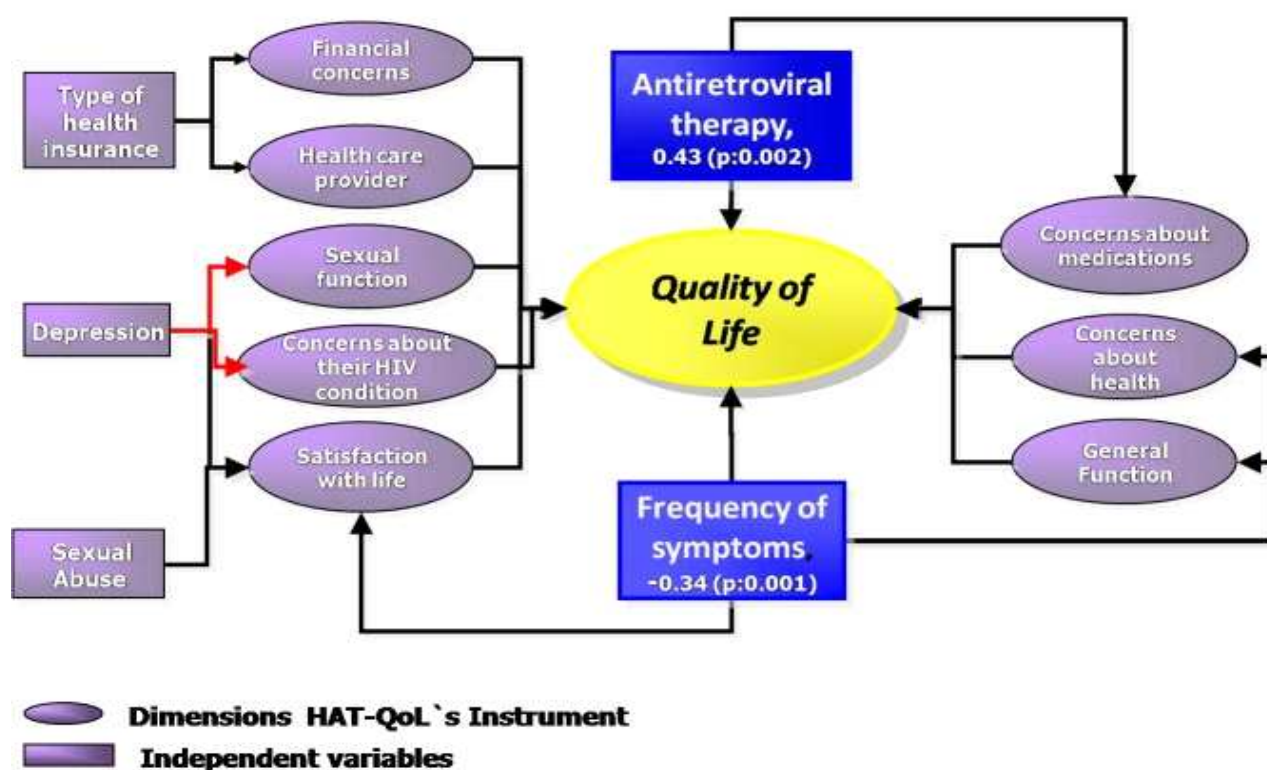 Financial
concerns
Type of
health
insurance
Health care
provider
Sexual
function
Depression
Concerns about
their HIV
condition
Satisfaction
with life
Sexual
Abuse
Antiretroviral
therapy,
0.43 (p:0.002)
Quality of
Life
Frequency of
symptoms.
-0.34 (p:0.001)
Concerns about
medications
Concerns
about
health
General
Function
Dimensions HAT-QoL`s Instrument
Independent variables